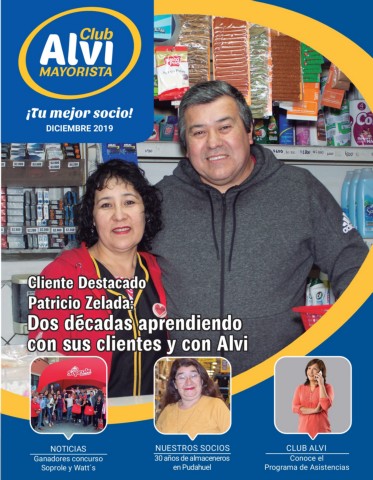 Club
Alvi
MAYORISTA
¡Tu mejor socio!
DICIEMBRE 2019
Cliente Destacado
Patricio Zelada:
Dos décadas aprendiendo
con sus clientes y con Alvi
Soprole
NOTICIAS
Ganadores concurso
Soprole y Watt´s
NUESTROS SOCIOS
30 años de almaceneros
en Pudahuel
CLUB ALVI
Conoce el
Programa de Asistencias